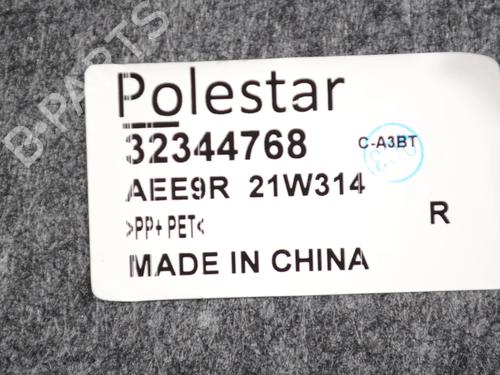 B-PARTS
Polestar
32344768 C-A3BT
AEE9R 21W314
>PP+PET< R
MADE IN CHINA